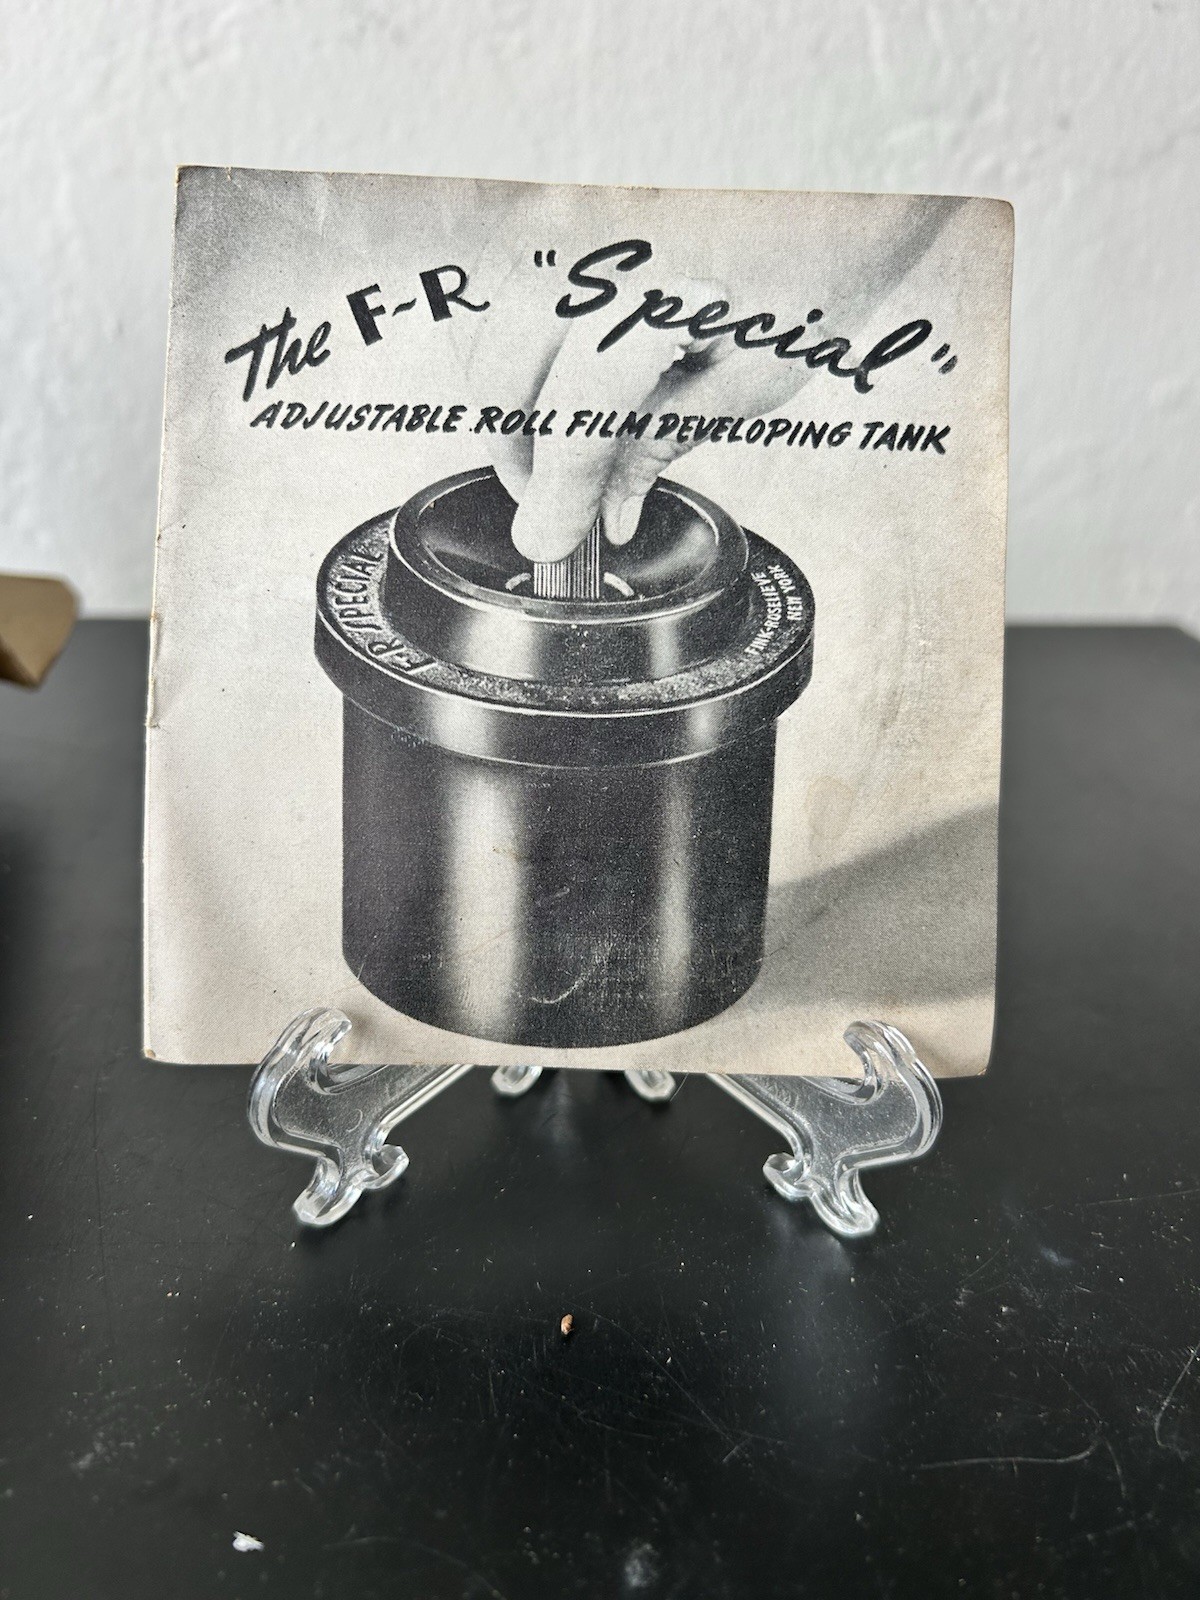 The F-R "Special"
ADJUSTABLE ROLL FILM DEVELOPING TANK
F-R SPECIAL
FINK-ROSELIEVE
NEW YORK